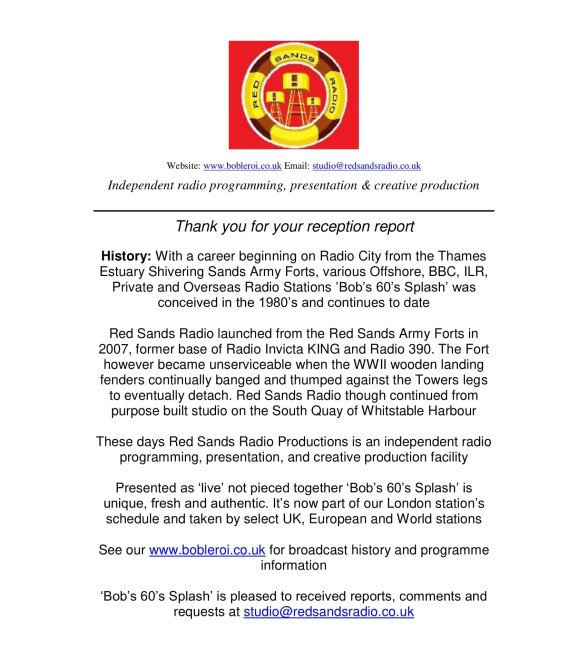 RED SANDS RADIO
Website: www.bobleroi.co.uk Email: studio@redsandsradio.co.uk
Independent radio programming, presentation & creative production
Thank you for your reception report
History: With a career beginning on Radio City from the Thames
Estuary Shivering Sands Army Forts, various Offshore, BBC, ILR,
Private and Overseas Radio Stations ’Bob’s 60’s Splash’ was
conceived in the 1980’s and continues to date
Red Sands Radio launched from the Red Sands Army Forts in
2007, former base of Radio Invicta KING and Radio 390. The Fort
however became unserviceable when the WWII wooden landing
fenders continually banged and thumped against the Towers legs
to eventually detach. Red Sands Radio though continued from
purpose built studio on the South Quay of Whitstable Harbour
These days Red Sands Radio Productions is an independent radio
programming, presentation, and creative production facility
Presented as ‘live’ not pieced together ‘Bob’s 60’s Splash’ is
unique, fresh and authentic. It’s now part of our London station’s
schedule and taken by select UK, European and World stations
See our www.bobleroi.co.uk for broadcast history and programme
information
‘Bob’s 60’s Splash’ is pleased to received reports, comments and
requests at studio@redsandsradio.co.uk